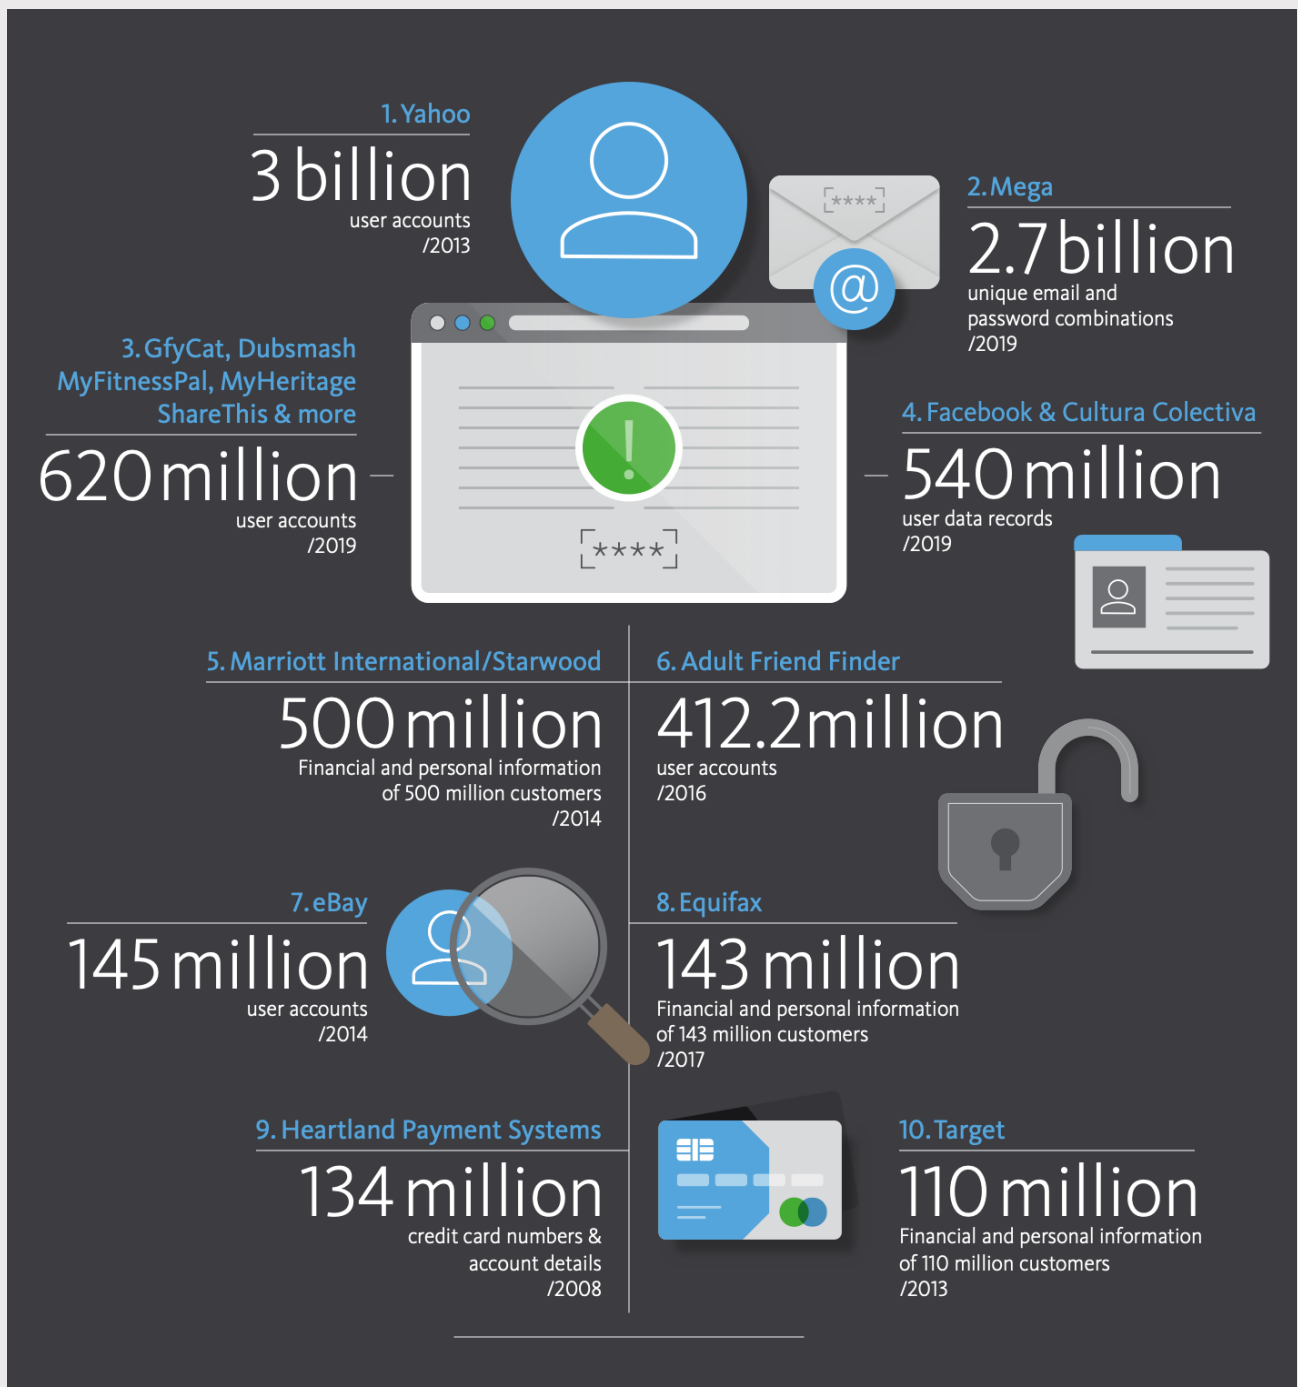 1. Yahoo
3 billion
user accounts
/2013
[****]
@
2. Mega
2.7 billion
unique email and
password combinations
/2019
3. GfyCat, Dubsmash
MyFitnessPal, MyHeritage
ShareThis & more
620 million
user accounts
/2019
!
[****]
4. Facebook & Cultura Colectiva
540 million
user data records
/2019
5. Marriott International/Starwood
500 million
Financial and personal information
of 500 million customers
/2014
6. Adult Friend Finder
412.2 million
user accounts
/2016
7. eBay
145 million
user accounts
/2014
8. Equifax
143 million
Financial and personal information
of 143 million customers
/2017
9. Heartland Payment Systems
134 million
credit card numbers &
account details
/2008
10. Target
110 million
Financial and personal information
of 110 million customers
/2013